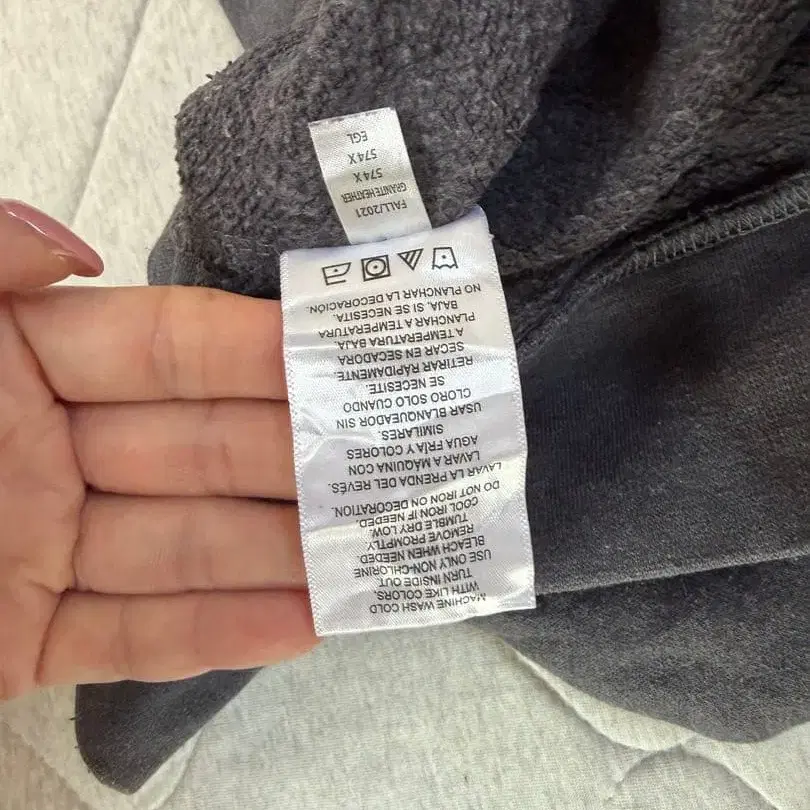 MACHINE WASH COLD
WITH LIKE COLORS.
TURN INSIDE OUT.
USE ONLY NON-CHLORINE
BLEACH WHEN NEEDED.
REMOVE PROMPTLY.
TUMBLE DRY LOW.
COOL IRON IF NEEDED.
DO NOT IRON ON DECORATION.
LAVAR LA PRENDA DEL REVÉS.
LAVAR A MÁQUINA CON
AGUA FRÍA Y COLORES
SIMILARES.
USAR BLANQUEADOR SIN
CLORO SOLO CUANDO
SE NECESITE.
RETIRAR RÁPIDAMENTE.
SECAR EN SECADORA
A TEMPERATURA BAJA.
PLANCHAR A TEMPERATURA
BAJA, SI SE NECESITA.
NO PLANCHAR LA DECORACIÓN.
FALL/2021
GRANITE HEATHER
574X
574X
EGL